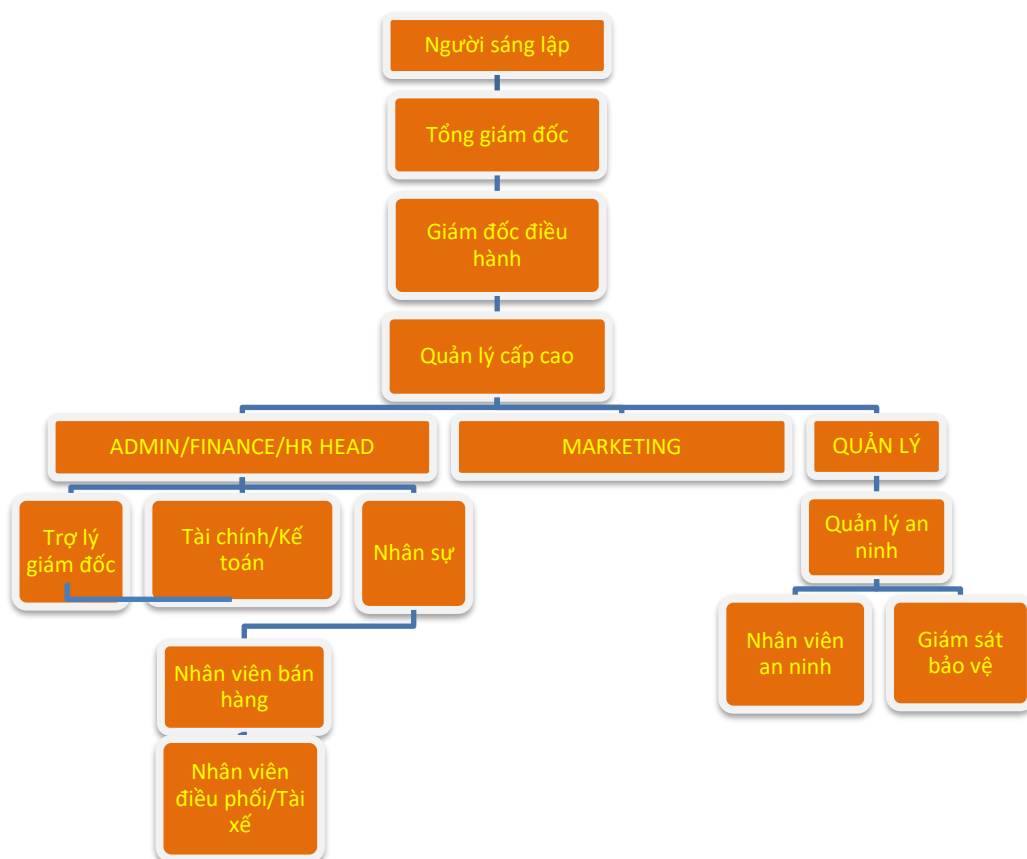 Người sáng lập
Tổng giám đốc
Giám đốc điều
hành
Quản lý cấp cao
ADMIN/FINANCE/HR HEAD
MARKETING
QUẢN LÝ
Trợ lý
giám đốc
Tài chính/Kế
toán
Nhân sự
Quản lý an
ninh
Nhân viên bán
hàng
Nhân viên
an ninh
Giám sát
bảo vệ
Nhân viên
điều phối/Tài
xế